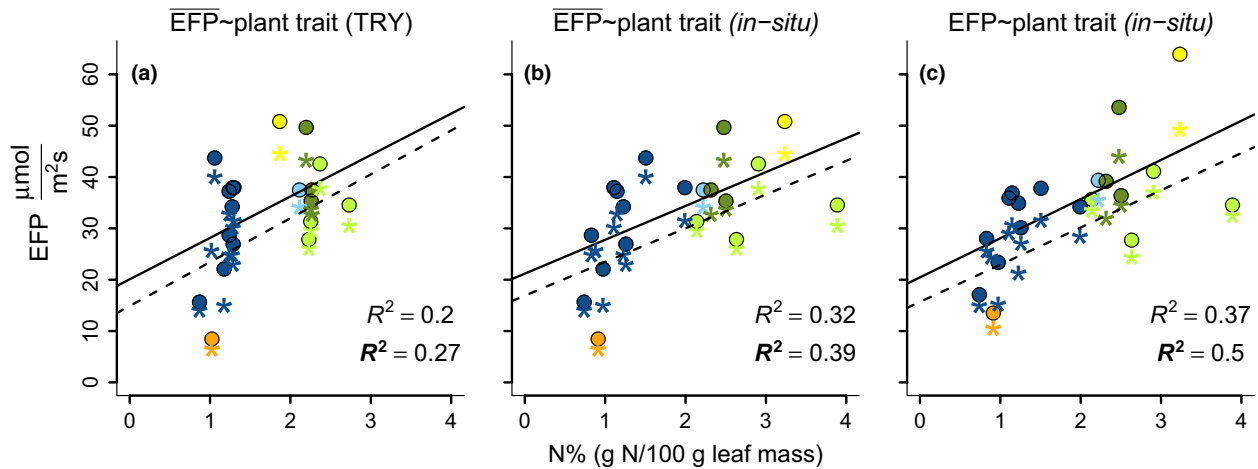 EFP~plant trait (TRY)
EFP~plant trait (in−situ)
EFP~plant trait (in−situ)
(a)
(b)
(c)
EFP μmol/m²s
60
50
40
30
20
10
0
R² = 0.2
R² = 0.27
R² = 0.32
R² = 0.39
R² = 0.37
R² = 0.5
0 1 2 3 4
0 1 2 3 4
0 1 2 3 4
N% (g N/100 g leaf mass)